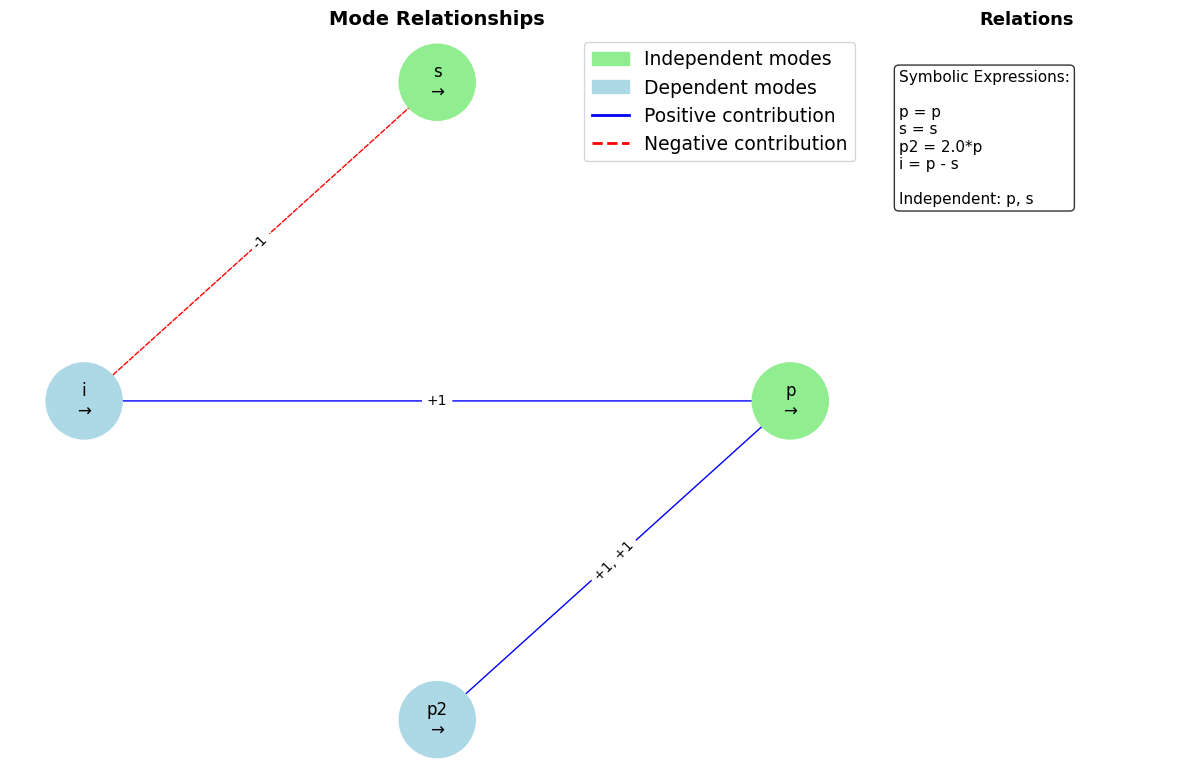 Mode Relationships
Relations
s
→
Independent modes
Dependent modes
Positive contribution
Negative contribution
Symbolic Expressions:
p = p
s = s
p2 = 2.0*p
i = p - s
Independent: p, s
-1
i
→
+1
p
→
+1, +1
p2
→